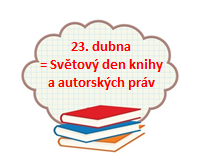 23. dubna
= Světový den knihy
a autorských práv